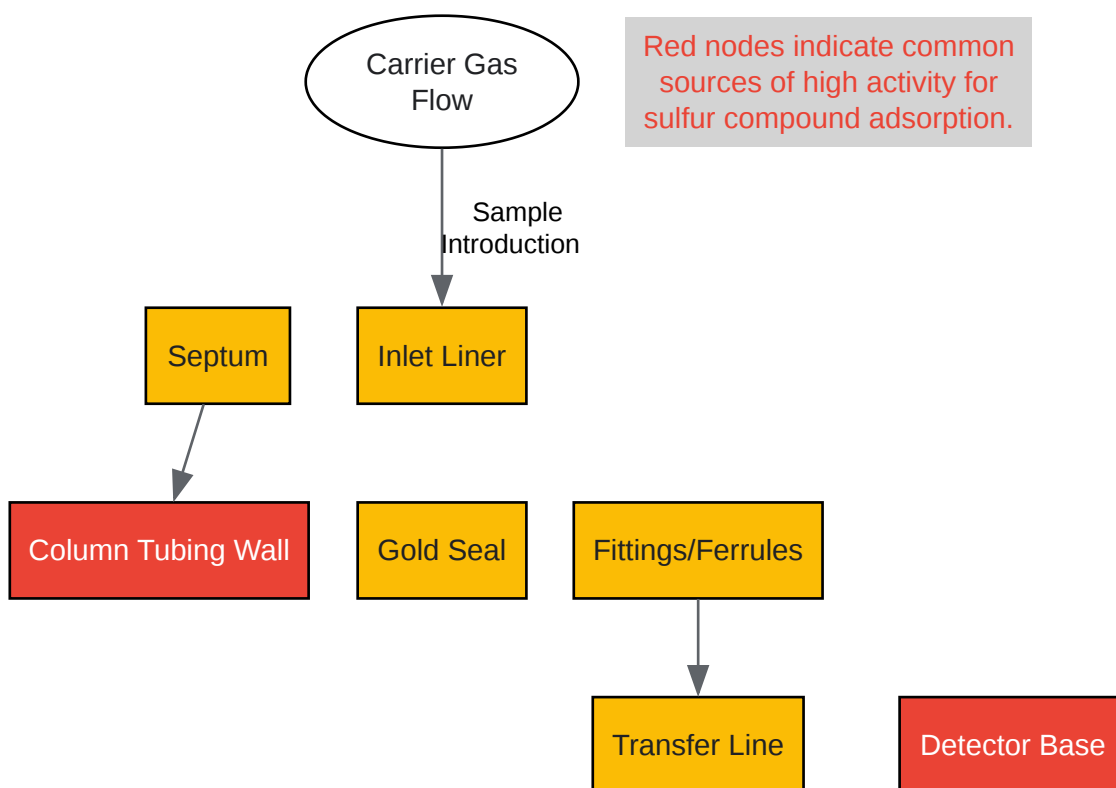 Carrier Gas
Flow
Red nodes indicate common
sources of high activity for
sulfur compound adsorption.
Sample
Introduction
Septum
Inlet Liner
Column Tubing Wall
Gold Seal
Fittings/Ferrules
Transfer Line
Detector Base